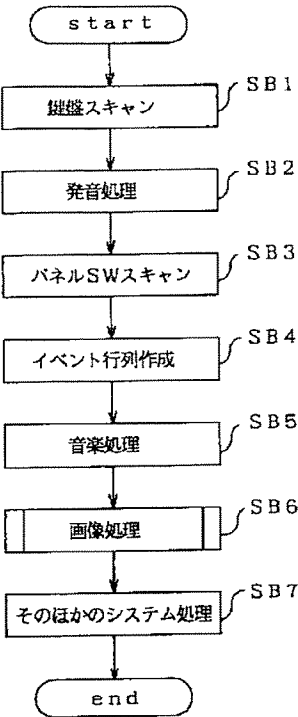 start
SB1
鍵盤スキャン
SB2
発音処理
SB3
パネルSWスキャン
SB4
イベント行列作成
SB5
音楽処理
SB6
画像処理
SB7
そのほかのシステム処理
end